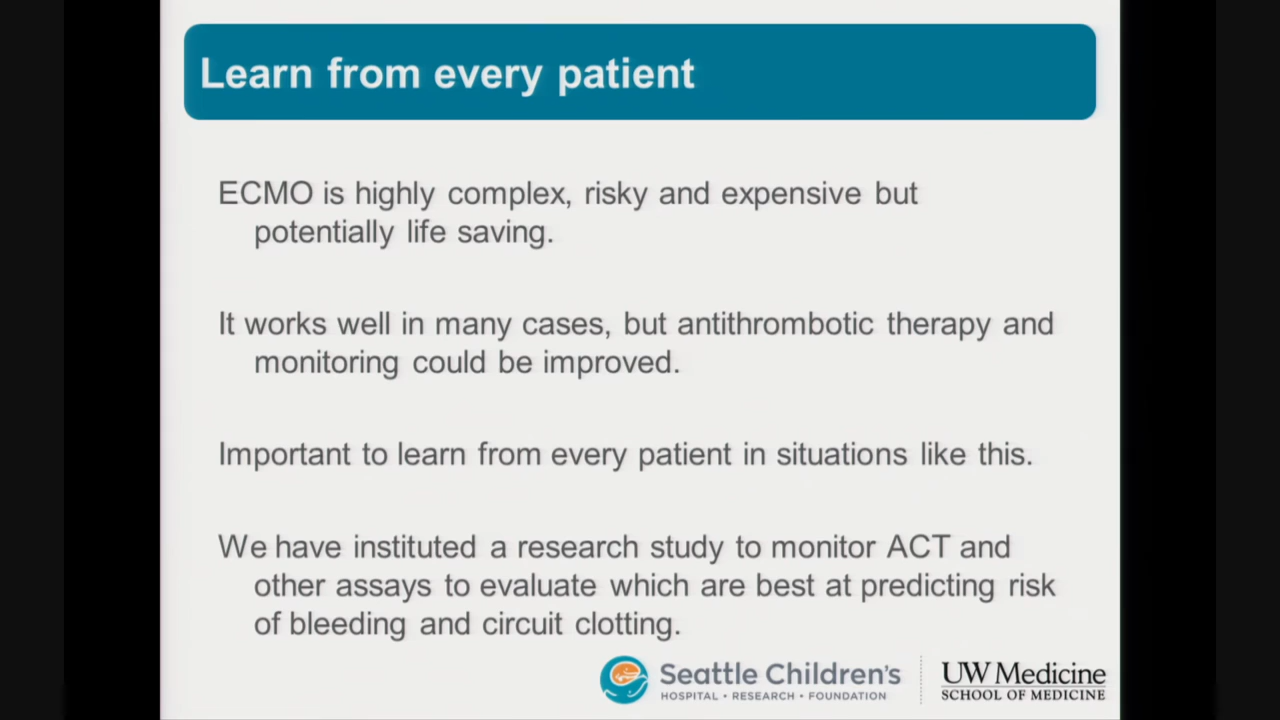 Learn from every patient
ECMO is highly complex, risky and expensive but
potentially life saving.
It works well in many cases, but antithrombotic therapy and
monitoring could be improved.
Important to learn from every patient in situations like this.
We have instituted a research study to monitor ACT and
other assays to evaluate which are best at predicting risk
of bleeding and circuit clotting.
Seattle Children's
HOSPITAL • RESEARCH • FOUNDATION
UW Medicine
SCHOOL OF MEDICINE